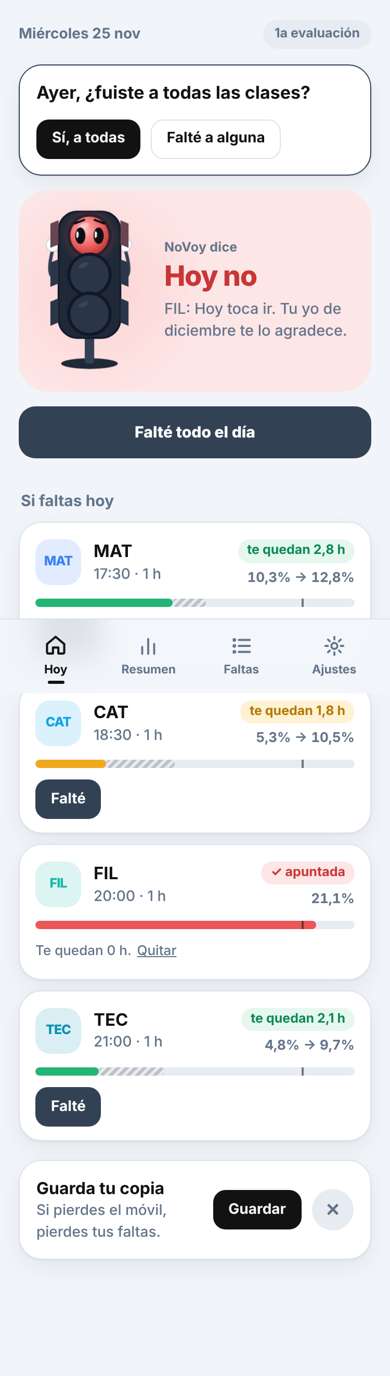 Miércoles 25 nov
1a evaluación
Ayer, ¿fuiste a todas las clases?
Sí, a todas
Falté a alguna
NoVoy dice
Hoy no
FIL: Hoy toca ir. Tu yo de
diciembre te lo agradece.
Falté todo el día
Si faltas hoy
MAT
MAT
te quedan 2,8 h
17:30 · 1 h
10,3% → 12,8%
Hoy
Resumen
Faltas
Ajustes
CAT
CAT
te quedan 1,8 h
18:30 · 1 h
5,3% → 10,5%
Falté
FIL
FIL
✓ apuntada
20:00 · 1 h
21,1%
Te quedan 0 h. Quitar
TEC
TEC
te quedan 2,1 h
21:00 · 1 h
4,8% → 9,7%
Falté
Guarda tu copia
Si pierdes el móvil,
pierdes tus faltas.
Guardar
✕